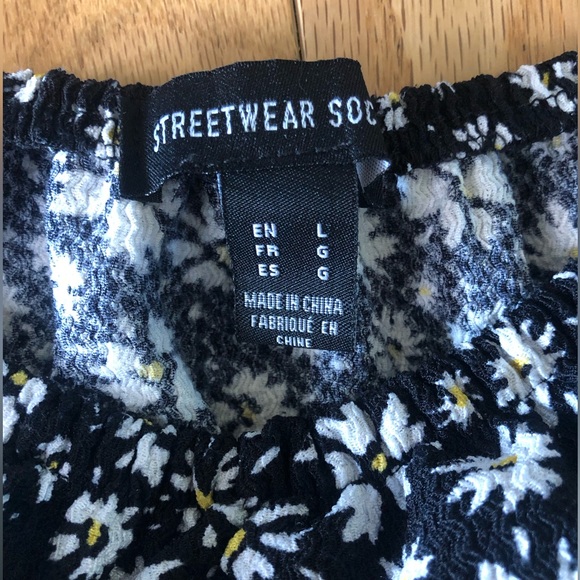 STREETWEAR SOC
EN L
FR G
ES G
MADE IN CHINA
FABRIQUÉ EN
CHINE